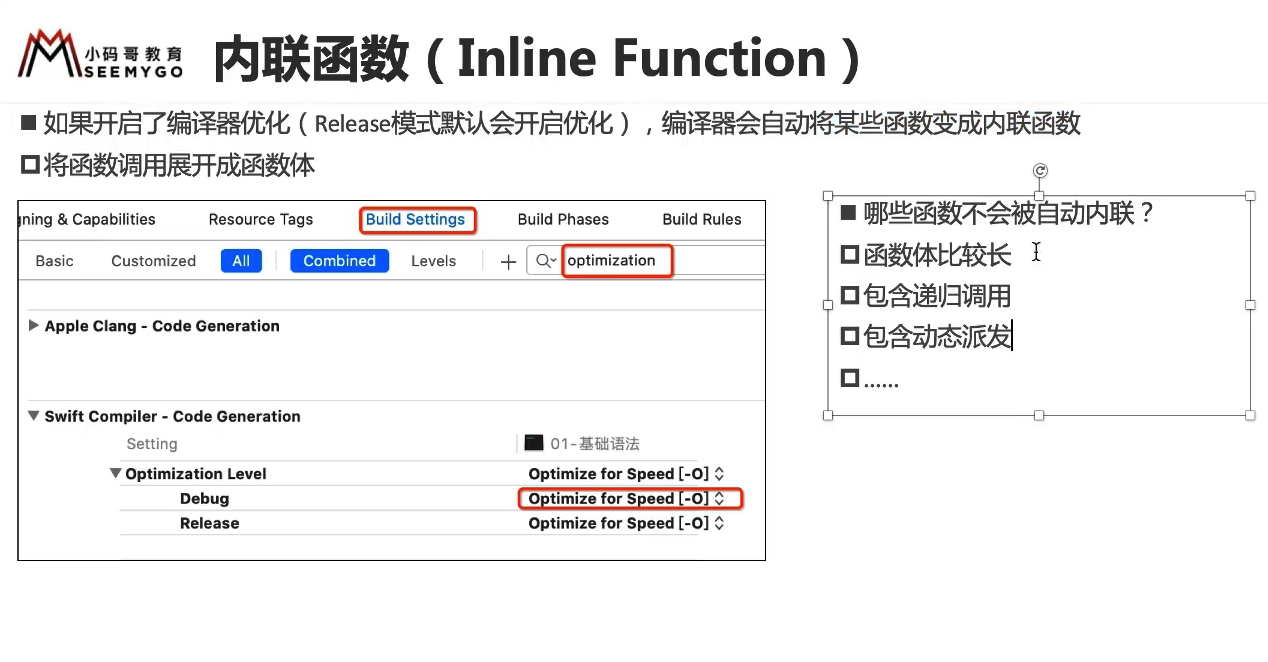 小码哥教育
SEEMYGO
内联函数（Inline Function）
■ 如果开启了编译器优化（Release模式默认会开启优化），编译器会自动将某些函数变成内联函数
将函数调用展开成函数体
ning & Capabilities Resource Tags Build Settings Build Phases Build Rules
Basic Customized All Combined Levels + optimization
Apple Clang - Code Generation
Swift Compiler - Code Generation
Setting 01-基础语法
Optimization Level Optimize for Speed [-O]
Debug Optimize for Speed [-O]
Release Optimize for Speed [-O]
■ 哪些函数不会被自动内联？
函数体比较长
包含递归调用
包含动态派发
......